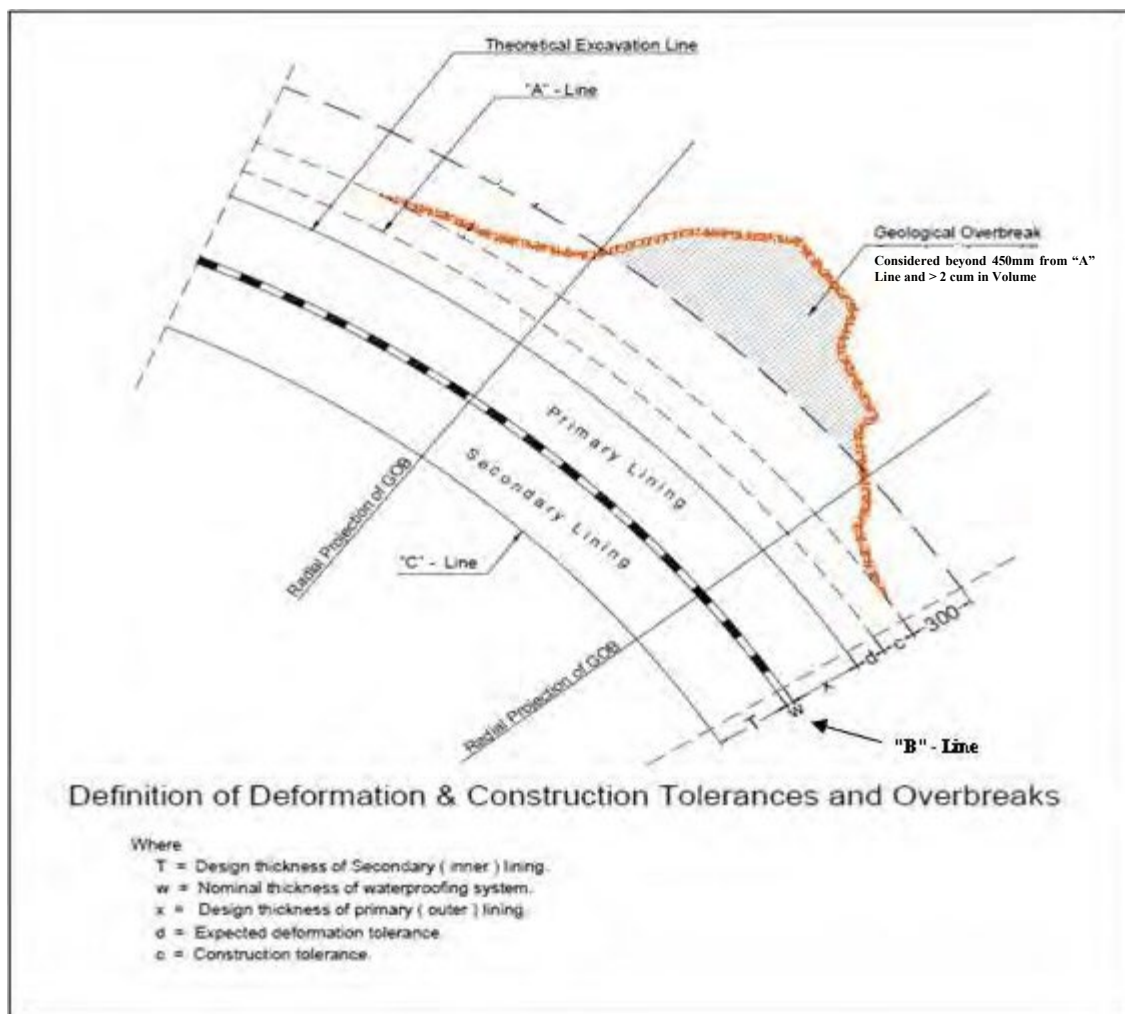 Theoretical Excavation Line
"A" - Line
Geological Overbreak
Considered beyond 450mm from “A”
Line and > 2 cum in Volume
Primary Lining
Secondary Lining
Radial Projection of GOB
"C" - Line
Radial Projection of GOB
T
w
x
d
c
300
"B" - Line
Definition of Deformation & Construction Tolerances and Overbreaks
Where
T = Design thickness of Secondary ( inner ) lining.
w = Nominal thickness of waterproofing system.
x = Design thickness of primary ( outer ) lining.
d = Expected deformation tolerance.
c = Construction tolerance.